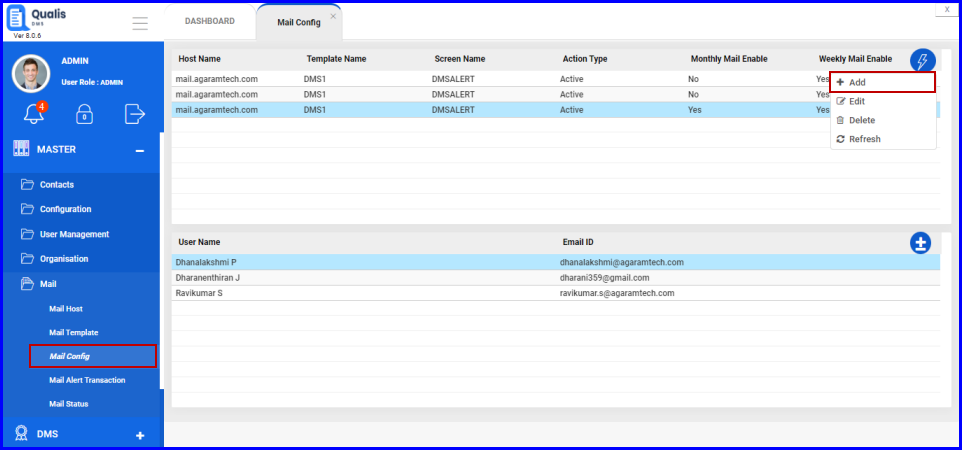 Qualis
DMS
Ver 8.0.6
DASHBOARD
Mail Config
X
ADMIN
User Role : ADMIN
4
0
MASTER
Contacts
Configuration
User Management
Organisation
Mail
Mail Host
Mail Template
Mail Config
Mail Alert Transaction
Mail Status
DMS
Host Name Template Name Screen Name Action Type Monthly Mail Enable Weekly Mail Enable
mail.agaramtech.com DMS1 DMSALERT Active No Yes
mail.agaramtech.com DMS1 DMSALERT Active No Yes
mail.agaramtech.com DMS1 DMSALERT Active Yes Yes
Add
Edit
Delete
Refresh
User Name Email ID
Dhanalakshmi P dhanalakshmi@agaramtech.com
Dharanenthiran J dharani359@gmail.com
Ravikumar S ravikumar.s@agaramtech.com